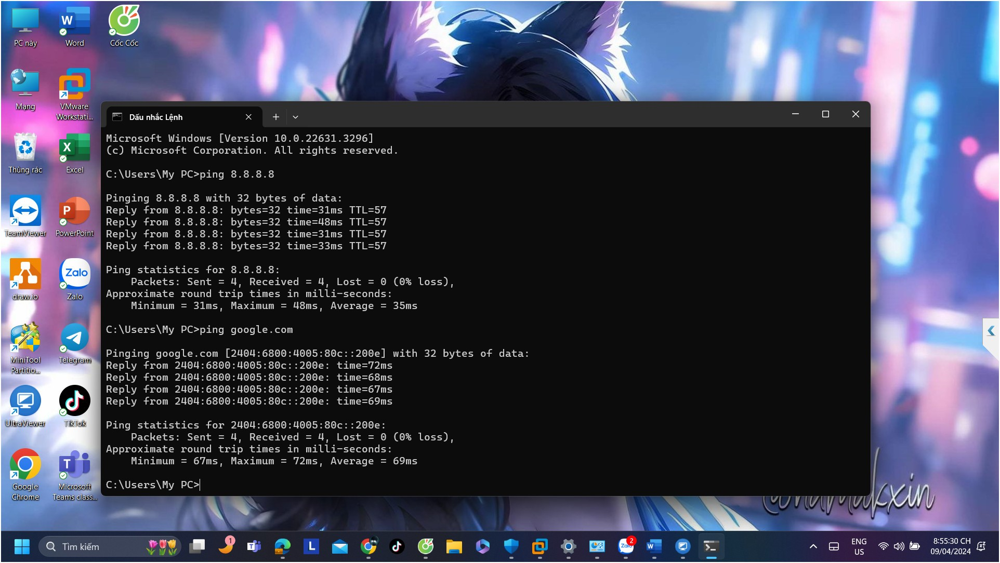 PC này
Word
Cốc Cốc
Mạng
VMware
Workstati...
Thùng rác
Excel
TeamViewer
PowerPoint
draw.io
Zalo
Zalo
MiniTool
Partitio...
Telegram
UltraViewer
TikTok
Google
Chrome
Microsoft
Teams class...
Dấu nhắc Lệnh
Microsoft Windows [Version 10.0.22631.3296]
(c) Microsoft Corporation. All rights reserved.
C:\Users\My PC>ping 8.8.8.8
Pinging 8.8.8.8 with 32 bytes of data:
Reply from 8.8.8.8: bytes=32 time=31ms TTL=57
Reply from 8.8.8.8: bytes=32 time=48ms TTL=57
Reply from 8.8.8.8: bytes=32 time=31ms TTL=57
Reply from 8.8.8.8: bytes=32 time=33ms TTL=57
Ping statistics for 8.8.8.8:
Packets: Sent = 4, Received = 4, Lost = 0 (0% loss),
Approximate round trip times in milli-seconds:
Minimum = 31ms, Maximum = 48ms, Average = 35ms
C:\Users\My PC>ping google.com
Pinging google.com [2404:6800:4005:80c::200e] with 32 bytes of data:
Reply from 2404:6800:4005:80c::200e: time=72ms
Reply from 2404:6800:4005:80c::200e: time=68ms
Reply from 2404:6800:4005:80c::200e: time=67ms
Reply from 2404:6800:4005:80c::200e: time=69ms
Ping statistics for 2404:6800:4005:80c::200e:
Packets: Sent = 4, Received = 4, Lost = 0 (0% loss),
Approximate round trip times in milli-seconds:
Minimum = 67ms, Maximum = 72ms, Average = 69ms
C:\Users\My PC>
Tìm kiếm
1
L
Zalo
2
ENG
US
8:55:30 CH
09/04/2024